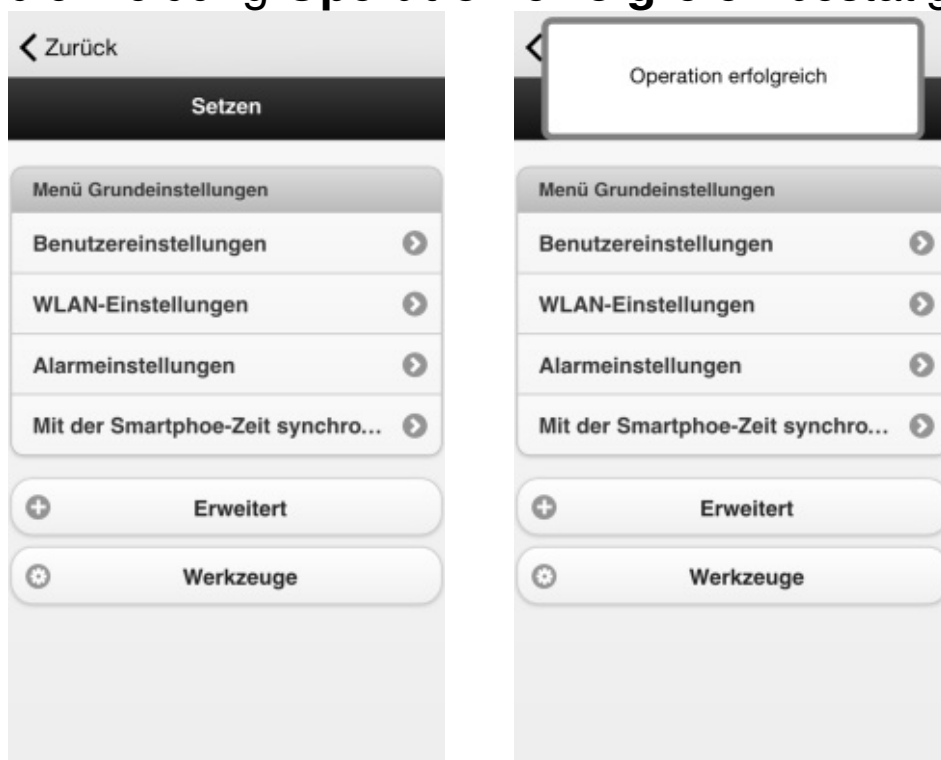 Zurück
Setzen
Menü Grundeinstellungen
Benutzereinstellungen
WLAN-Einstellungen
Alarmeinstellungen
Mit der Smartphoe-Zeit synchro...
Erweitert
Werkzeuge
Operation erfolgreich
Menü Grundeinstellungen
Benutzereinstellungen
WLAN-Einstellungen
Alarmeinstellungen
Mit der Smartphoe-Zeit synchro...
Erweitert
Werkzeuge